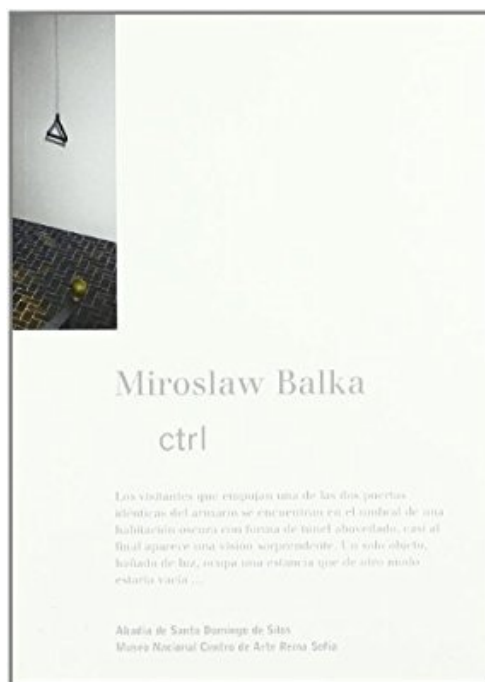 Miroslaw Balka
ctrl
Los visitantes que empujan una de las dos puertas
idénticas del armario se encuentran en el umbral de una
habitación oscura con forma de túnel abovedado, casi al
final aparece una visión sorprendente. Un solo objeto,
bañado de luz, ocupa una estancia que de otro modo
estaría vacía ...
Abadía de Santo Domingo de Silos
Museo Nacional Centro de Arte Reina Sofía